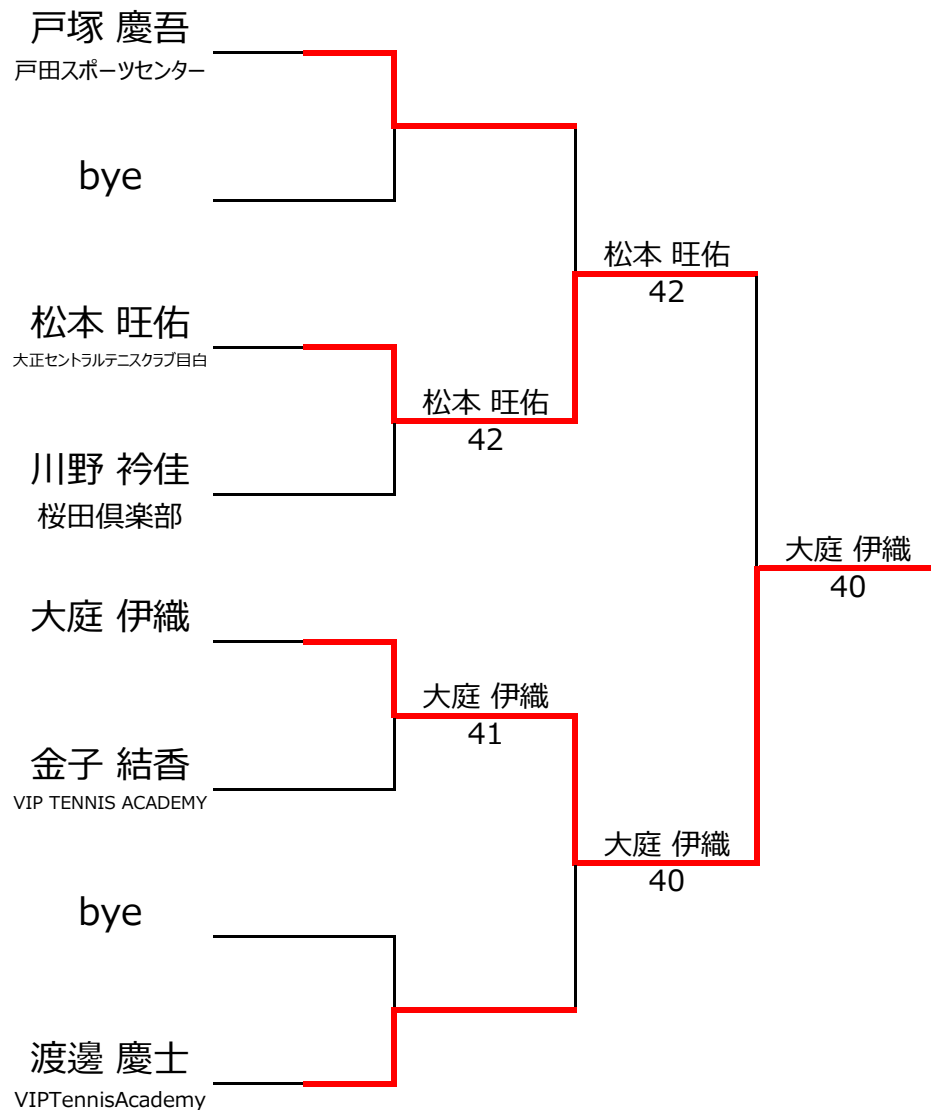 戸塚 慶吾
戸田スポーツセンター
bye
松本 旺佑
大正セントラルテニスクラブ目白
川野 衿佳
桜田倶楽部
大庭 伊織
金子 結香
VIP TENNIS ACADEMY
bye
渡邊 慶士
VIPTennisAcademy
松本 旺佑
42
大庭 伊織
41
松本 旺佑
42
大庭 伊織
40
大庭 伊織
40